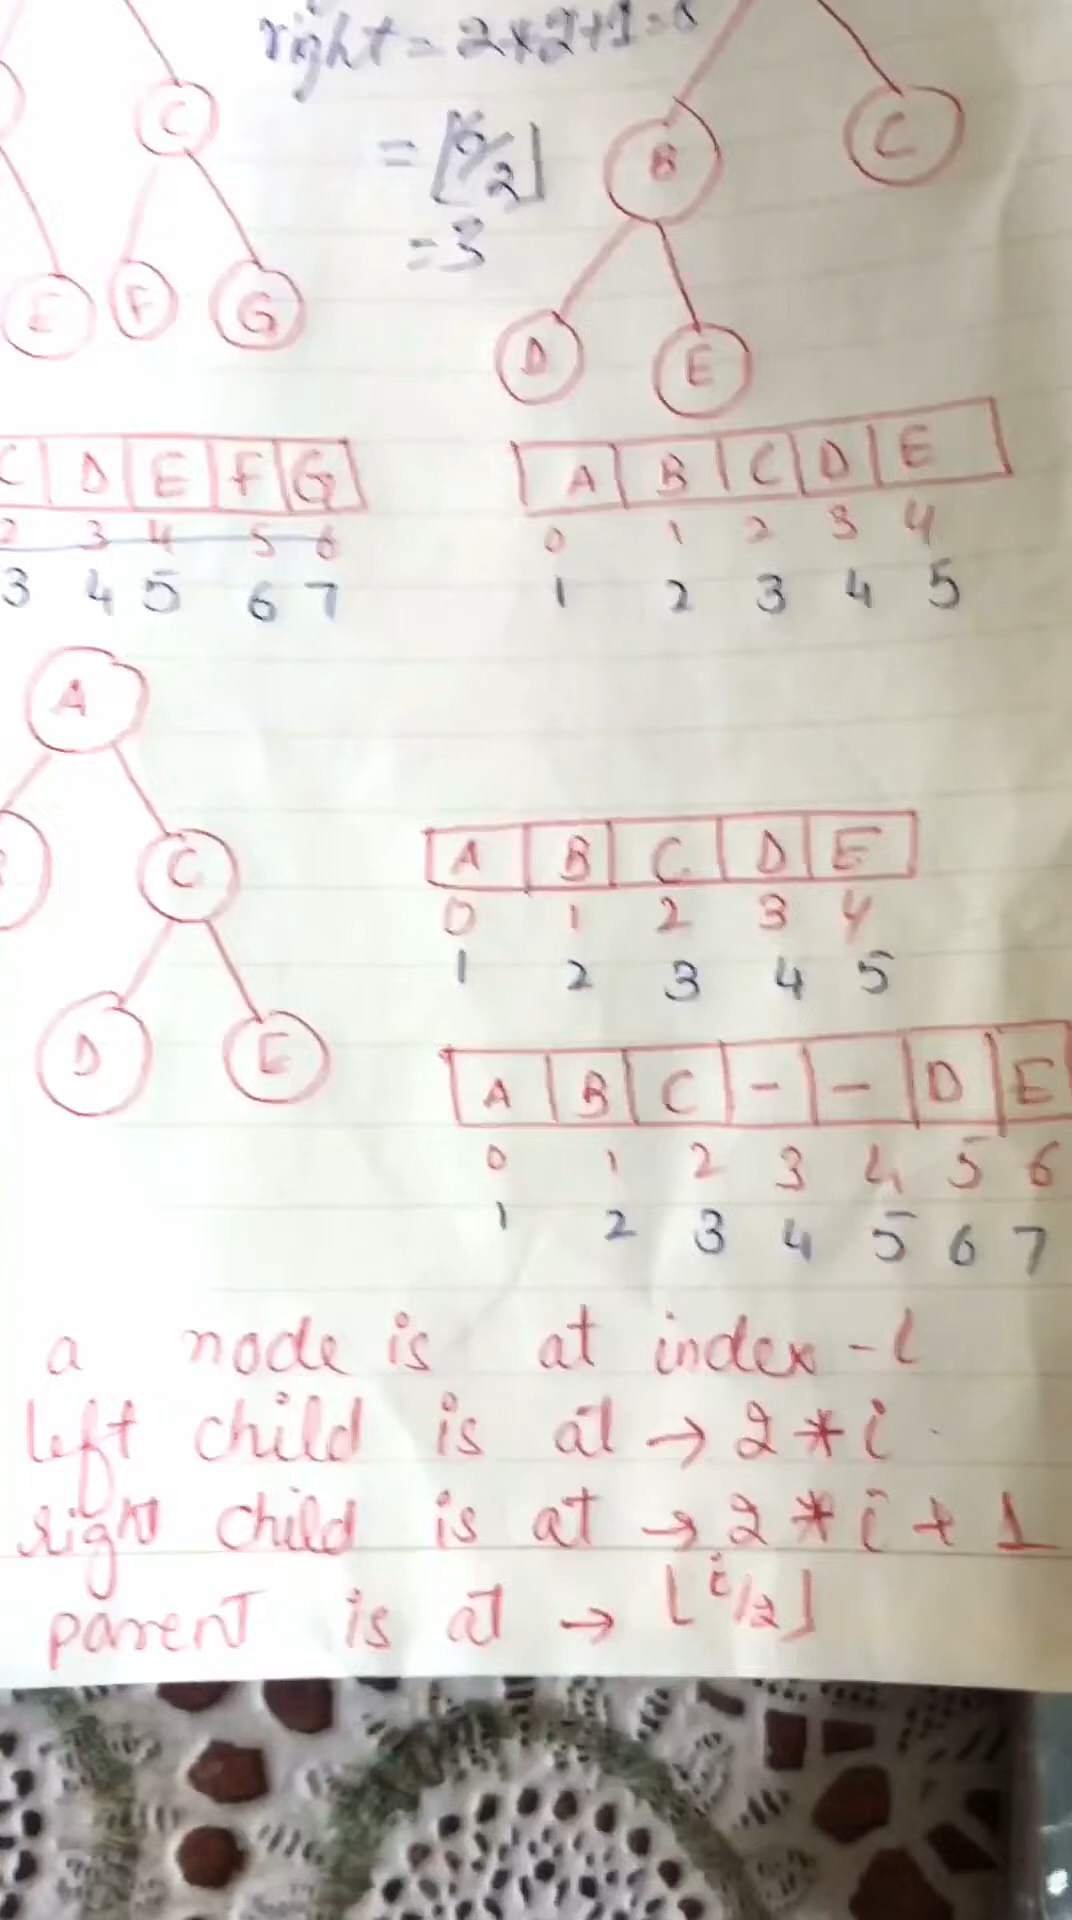 right = 2*2+1=
C
= ⌊6/2⌋
B
C
= 3
E F G
D E
C D E F G
2 3 4 5 6
3 4 5 6 7
A B C D E
0 1 2 3 4
1 2 3 4 5
A
C
D E
A B C D E
0 1 2 3 4
1 2 3 4 5
A B C - - D E
0 1 2 3 4 5 6
1 2 3 4 5 6 7
a node is at index - i
left child is at → 2 * i
right child is at → 2 * i + 1
parent is at → ⌊i/2⌋